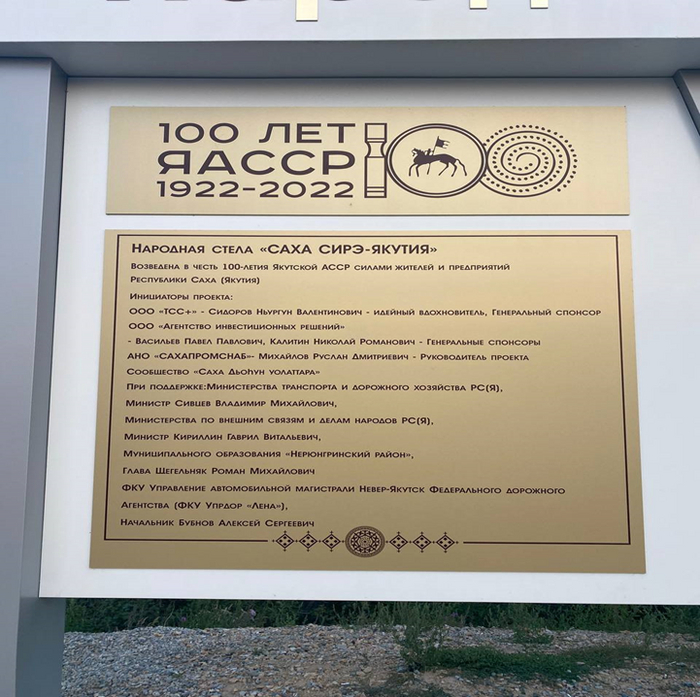 100 ЛЕТ
ЯАССР
1922-2022
НАРОДНАЯ СТЕЛА «САХА СИРЭ-ЯКУТИЯ»
ВОЗВЕДЕНА В ЧЕСТЬ 100-ЛЕТИЯ ЯКУТСКОЙ АССР СИЛАМИ ЖИТЕЛЕЙ И ПРЕДПРИЯТИЙ
РЕСПУБЛИКИ САХА (ЯКУТИЯ)
ИНИЦИАТОРЫ ПРОЕКТА:
ООО «ТСС+» - СИДОРОВ НЬУРГУН ВАЛЕНТИНОВИЧ - ИДЕЙНЫЙ ВДОХНОВИТЕЛЬ, ГЕНЕРАЛЬНЫЙ СПОНСОР
ООО «АГЕНТСТВО ИНВЕСТИЦИОННЫХ РЕШЕНИЙ»
- ВАСИЛЬЕВ ПАВЕЛ ПАВЛОВИЧ, КАЛИТИН НИКОЛАЙ РОМАНОВИЧ - ГЕНЕРАЛЬНЫЕ СПОНСОРЫ
АНО «САХАПРОМСНАБ»- МИХАЙЛОВ РУСЛАН ДМИТРИЕВИЧ - РУКОВОДИТЕЛЬ ПРОЕКТА
СООБЩЕСТВО «САХА ДЬОҺУН УОЛАТТАРА»
ПРИ ПОДДЕРЖКЕ:МИНИСТЕРСТВА ТРАНСПОРТА И ДОРОЖНОГО ХОЗЯЙСТВА РС(Я),
МИНИСТР СИВЦЕВ ВЛАДИМИР МИХАЙЛОВИЧ,
МИНИСТЕРСТВА ПО ВНЕШНИМ СВЯЗЯМ И ДЕЛАМ НАРОДОВ РС(Я),
МИНИСТР КИРИЛЛИН ГАВРИЛ ВИТАЛЬЕВИЧ,
МУНИЦИПАЛЬНОГО ОБРАЗОВАНИЯ «НЕРЮНГРИНСКИЙ РАЙОН»,
ГЛАВА ЩЕГЕЛЬНЯК РОМАН МИХАЙЛОВИЧ
ФКУ УПРАВЛЕНИЕ АВТОМОБИЛЬНОЙ МАГИСТРАЛИ НЕВЕР-ЯКУТСК ФЕДЕРАЛЬНОГО ДОРОЖНОГО
АГЕНТСТВА (ФКУ УПРДОР «ЛЕНА»),
НАЧАЛЬНИК БУБНОВ АЛЕКСЕЙ СЕРГЕЕВИЧ